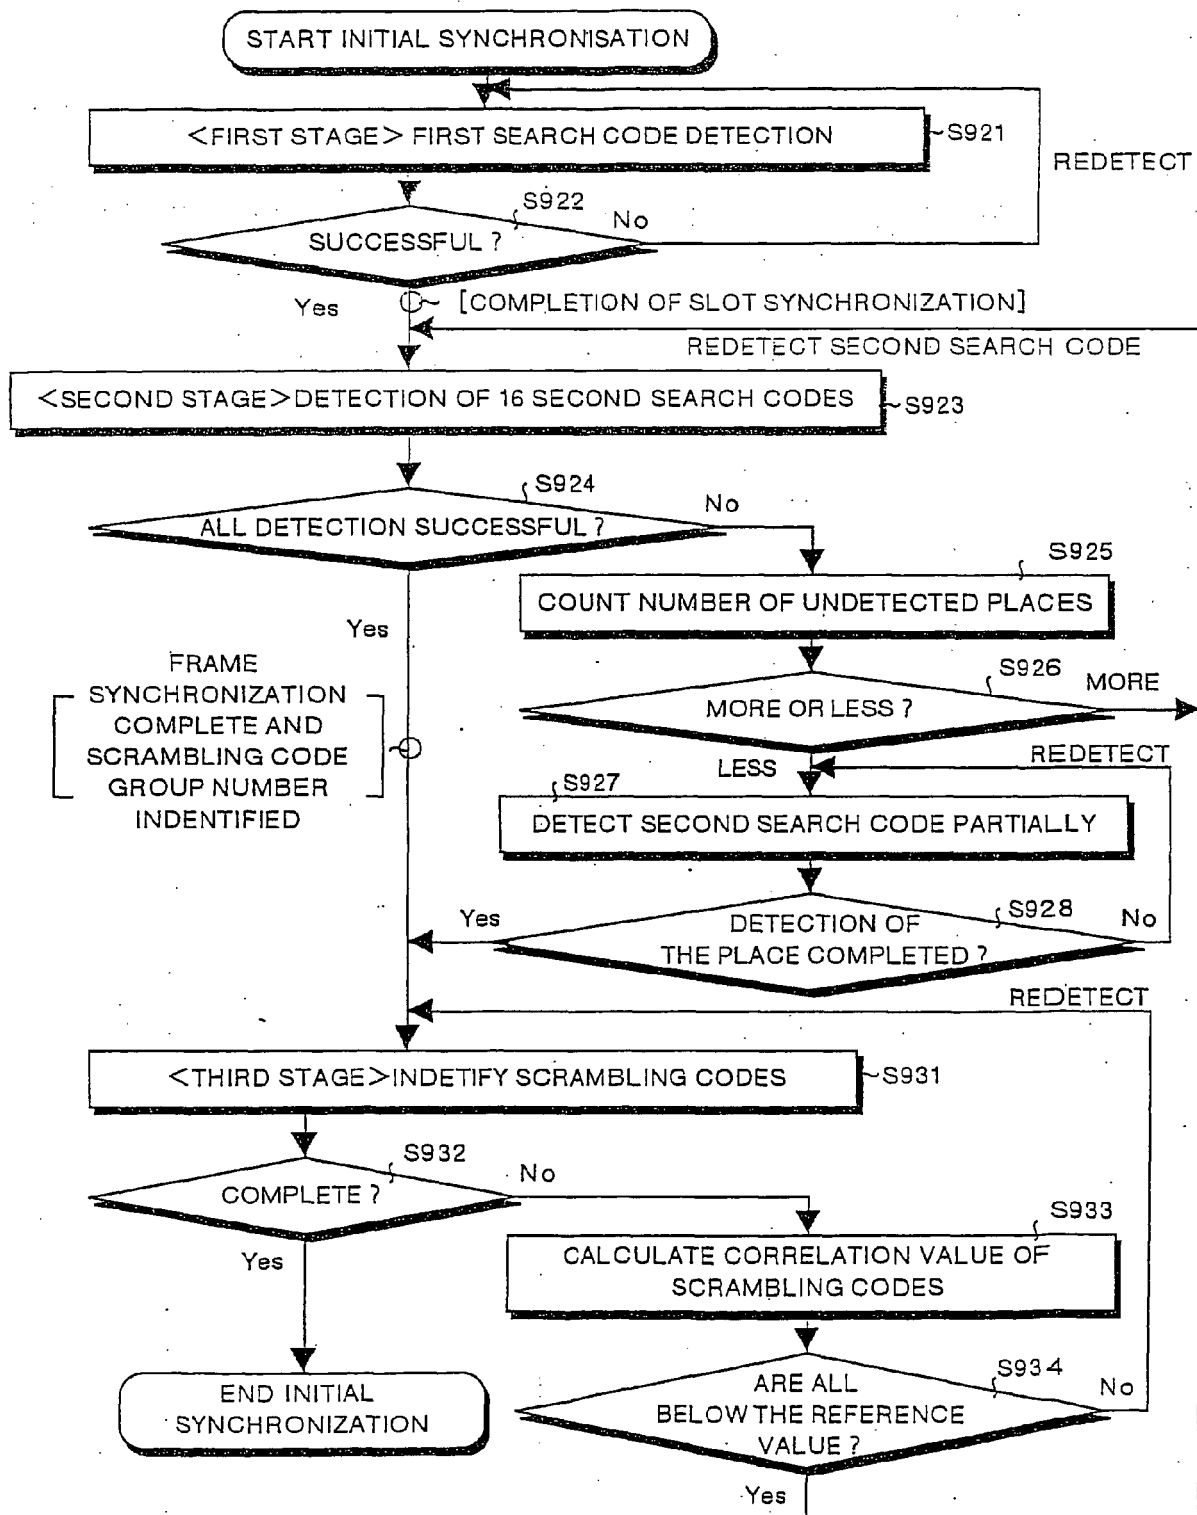 START INITIAL SYNCHRONISATION
<FIRST STAGE> FIRST SEARCH CODE DETECTION
S921
REDETECT
S922
SUCCESSFUL ?
No
Yes
[COMPLETION OF SLOT SYNCHRONIZATION]
REDETECT SECOND SEARCH CODE
<SECOND STAGE> DETECTION OF 16 SECOND SEARCH CODES
S923
S924
ALL DETECTION SUCCESSFUL ?
No
S925
COUNT NUMBER OF UNDETECTED PLACES
Yes
FRAME
SYNCHRONIZATION
COMPLETE AND
SCRAMBLING CODE
GROUP NUMBER
INDENTIFIED
S926
MORE OR LESS ?
MORE
LESS
REDETECT
S927
DETECT SECOND SEARCH CODE PARTIALLY
S928
DETECTION OF
THE PLACE COMPLETED ?
Yes
No
REDETECT
<THIRD STAGE> INDETIFY SCRAMBLING CODES
S931
S932
COMPLETE ?
No
Yes
S933
CALCULATE CORRELATION VALUE OF
SCRAMBLING CODES
S934
ARE ALL
BELOW THE REFERENCE
VALUE ?
No
Yes
END INITIAL
SYNCHRONIZATION